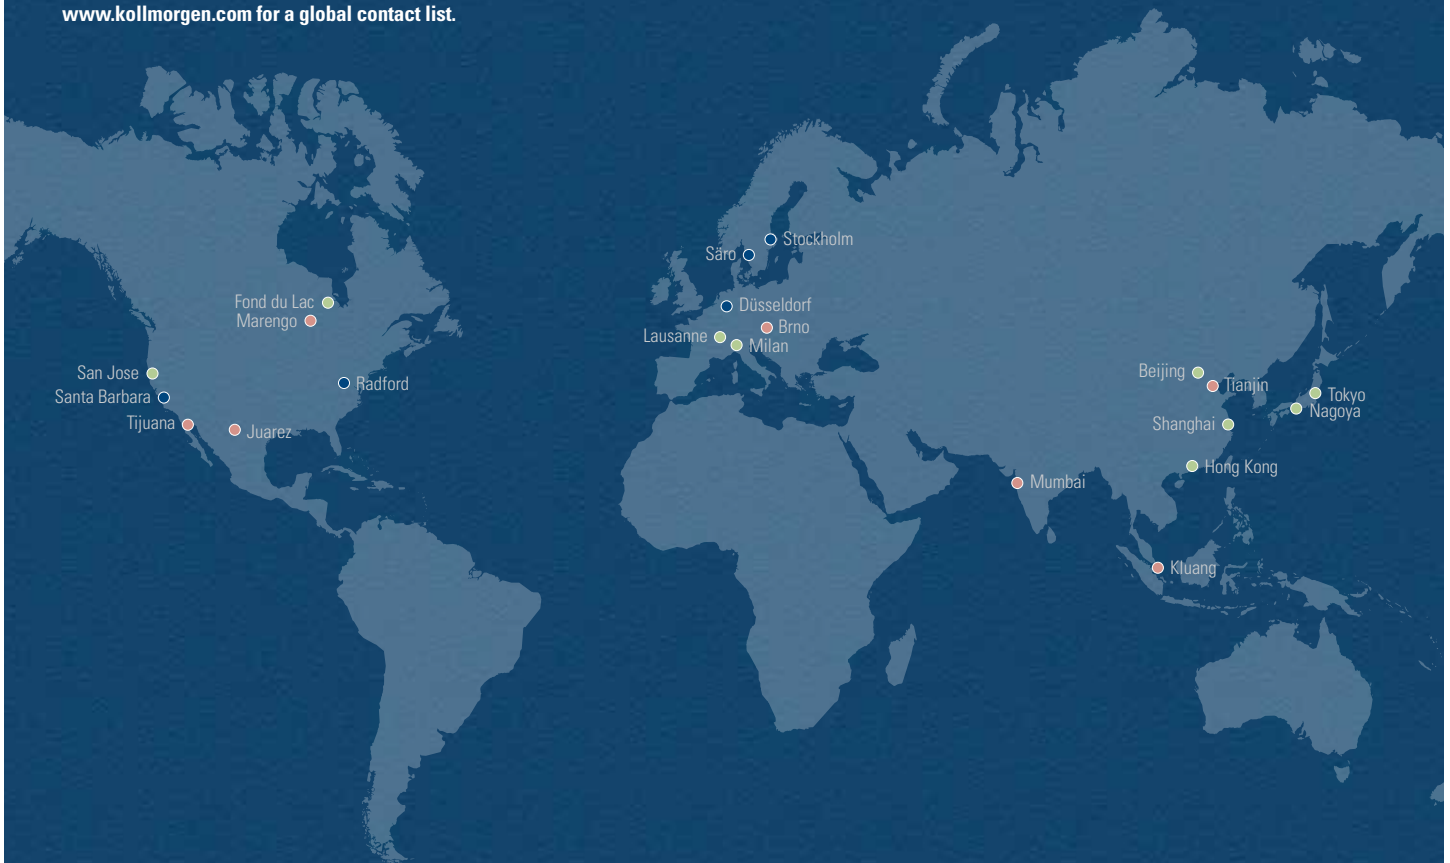 www.kollmorgen.com for a global contact list.
Stockholm
Säro
Fond du Lac
Düsseldorf
Marengo
Brno
Lausanne
Milan
San Jose
Radford
Beijing
Tianjin
Santa Barbara
Tokyo
Nagoya
Tijuana
Juarez
Shanghai
Hong Kong
Mumbai
Kluang